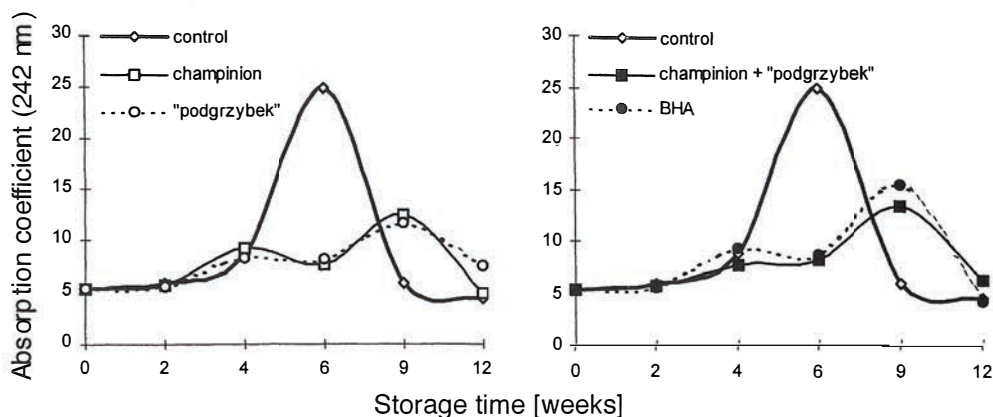 Absorption coefficient (242 nm)
30
25
20
15
10
5
0
control
champinion
"podgrzybek"
0 2 4 6 9 12
30
25
20
15
10
5
0
control
champinion + "podgrzybek"
BHA
0 2 4 6 9 12
Storage time [weeks]